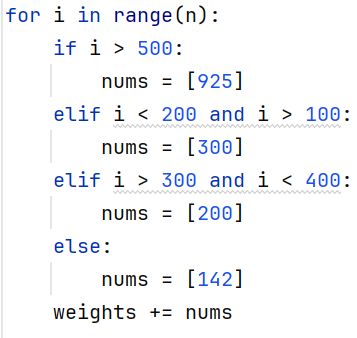 for i in range(n):
    if i > 500:
        nums = [925]
    elif i < 200 and i > 100:
        nums = [300]
    elif i > 300 and i < 400:
        nums = [200]
    else:
        nums = [142]
    weights += nums